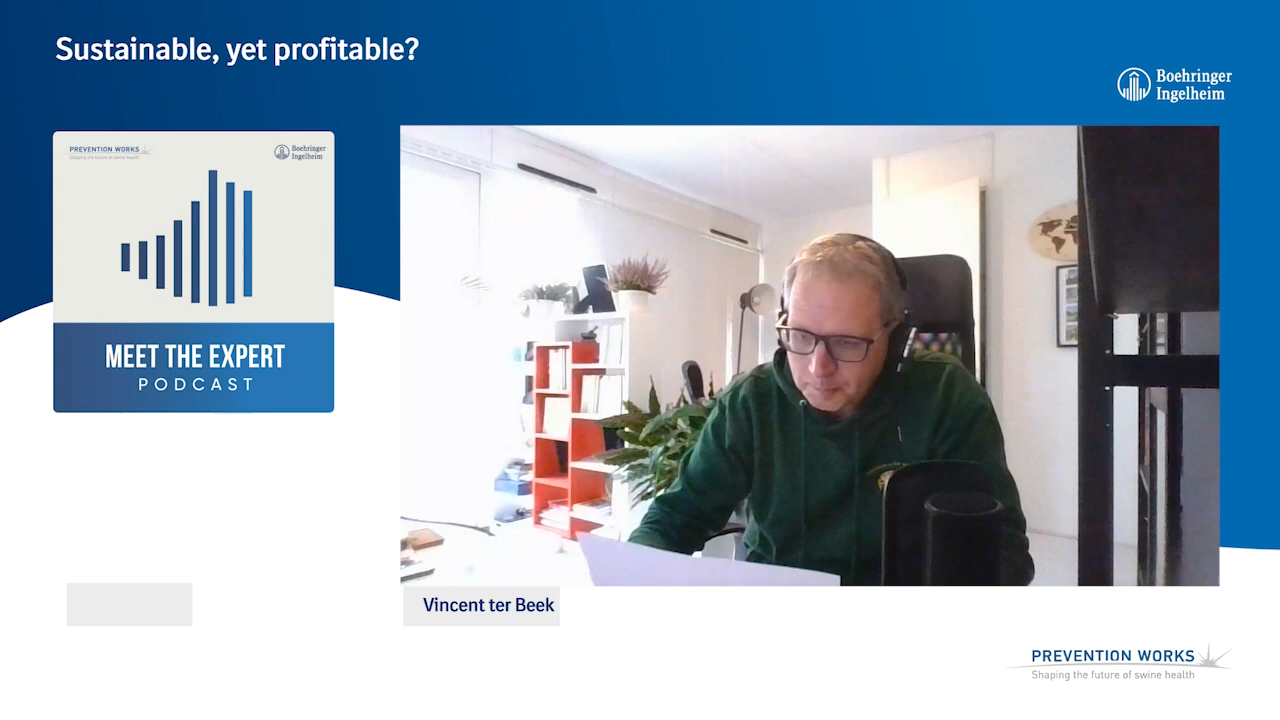 Sustainable, yet profitable?
Boehringer
Ingelheim
PREVENTION WORKS
Shaping the future of swine health
Boehringer
Ingelheim
MEET THE EXPERT
PODCAST
Vincent ter Beek
PREVENTION WORKS
Shaping the future of swine health